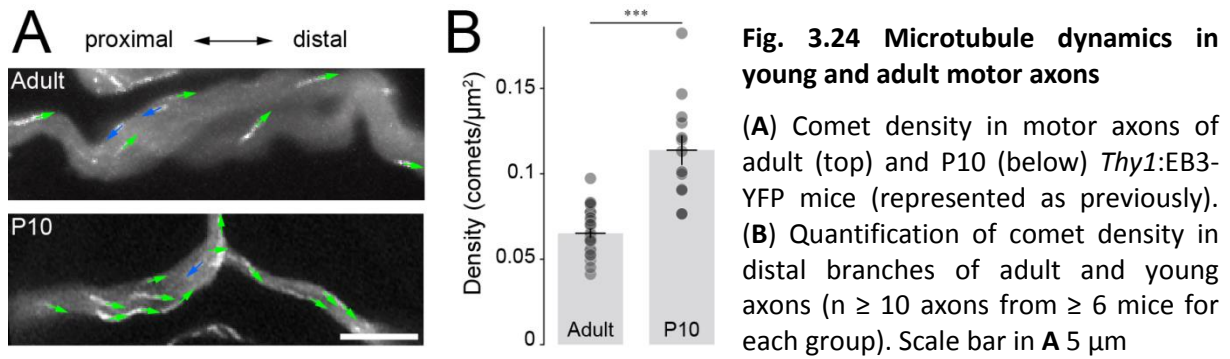 A
proximal distal
Adult
P10
B
***
Density (comets/μm²)
0.15
0.1
0.05
0
Adult
P10
Fig. 3.24 Microtubule dynamics in
young and adult motor axons
(A) Comet density in motor axons of
adult (top) and P10 (below) Thy1:EB3-
YFP mice (represented as previously).
(B) Quantification of comet density in
distal branches of adult and young
axons (n ≥ 10 axons from ≥ 6 mice for
each group). Scale bar in A 5 μm